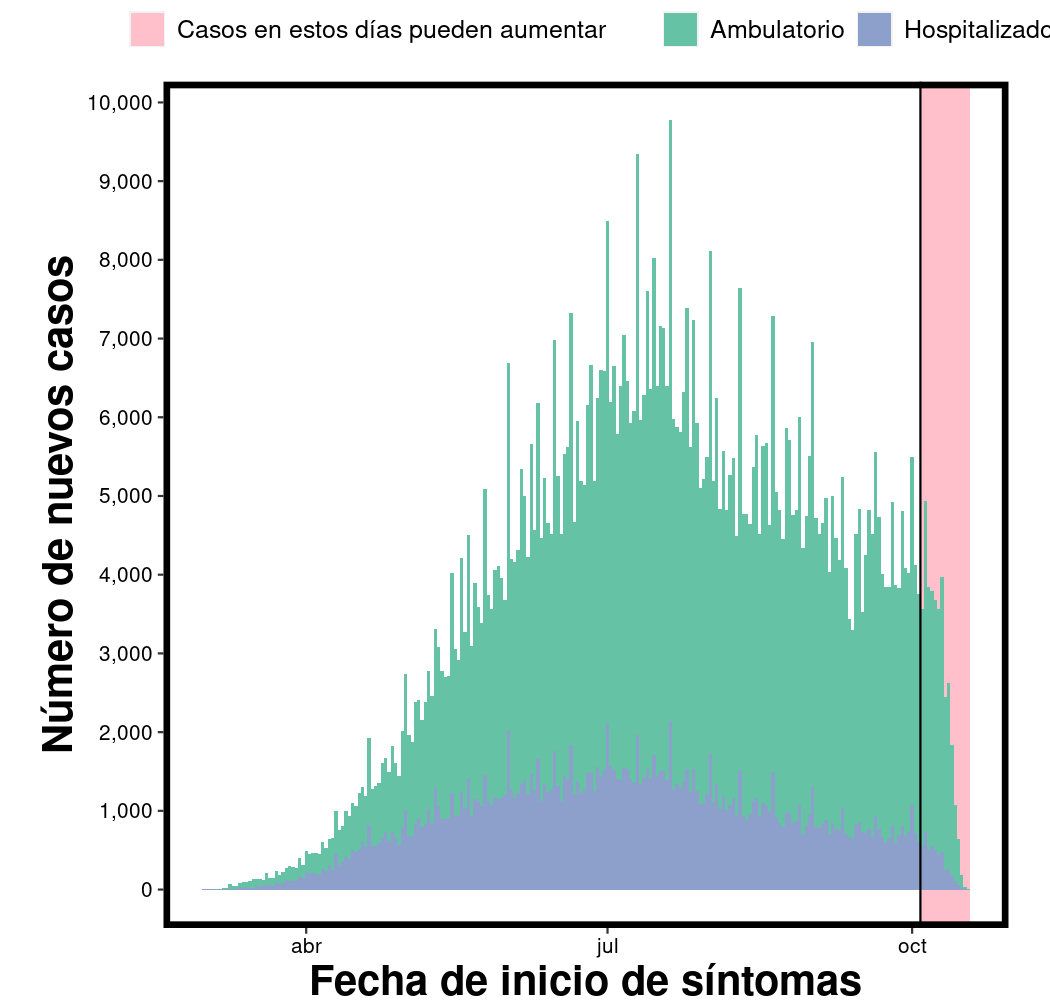 Casos en estos días pueden aumentar Ambulatorio Hospitalizado
10,000
9,000
8,000
7,000
6,000
5,000
4,000
3,000
2,000
1,000
0
Número de nuevos casos
abr jul oct
Fecha de inicio de síntomas